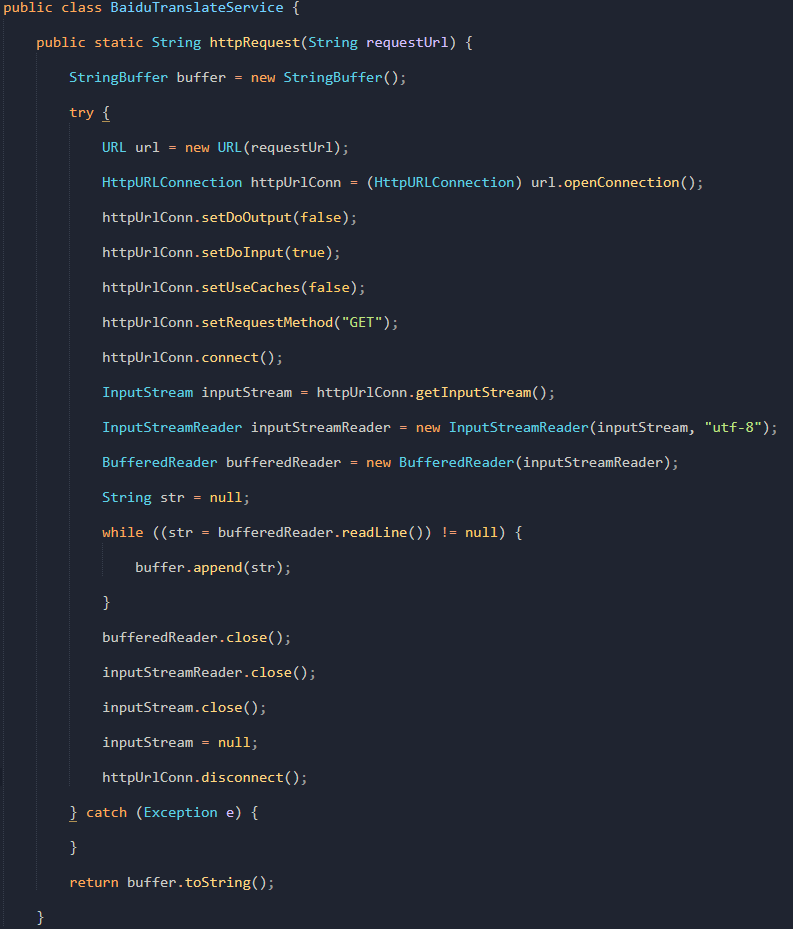 public class BaiduTranslateService {
public static String httpRequest(String requestUrl) {
StringBuffer buffer = new StringBuffer();
try {
URL url = new URL(requestUrl);
HttpURLConnection httpUrlConn = (HttpURLConnection) url.openConnection();
httpUrlConn.setDoOutput(false);
httpUrlConn.setDoInput(true);
httpUrlConn.setUseCaches(false);
httpUrlConn.setRequestMethod("GET");
httpUrlConn.connect();
InputStream inputStream = httpUrlConn.getInputStream();
InputStreamReader inputStreamReader = new InputStreamReader(inputStream, "utf-8");
BufferedReader bufferedReader = new BufferedReader(inputStreamReader);
String str = null;
while ((str = bufferedReader.readLine()) != null) {
buffer.append(str);
}
bufferedReader.close();
inputStreamReader.close();
inputStream.close();
inputStream = null;
httpUrlConn.disconnect();
} catch (Exception e) {
}
return buffer.toString();
}